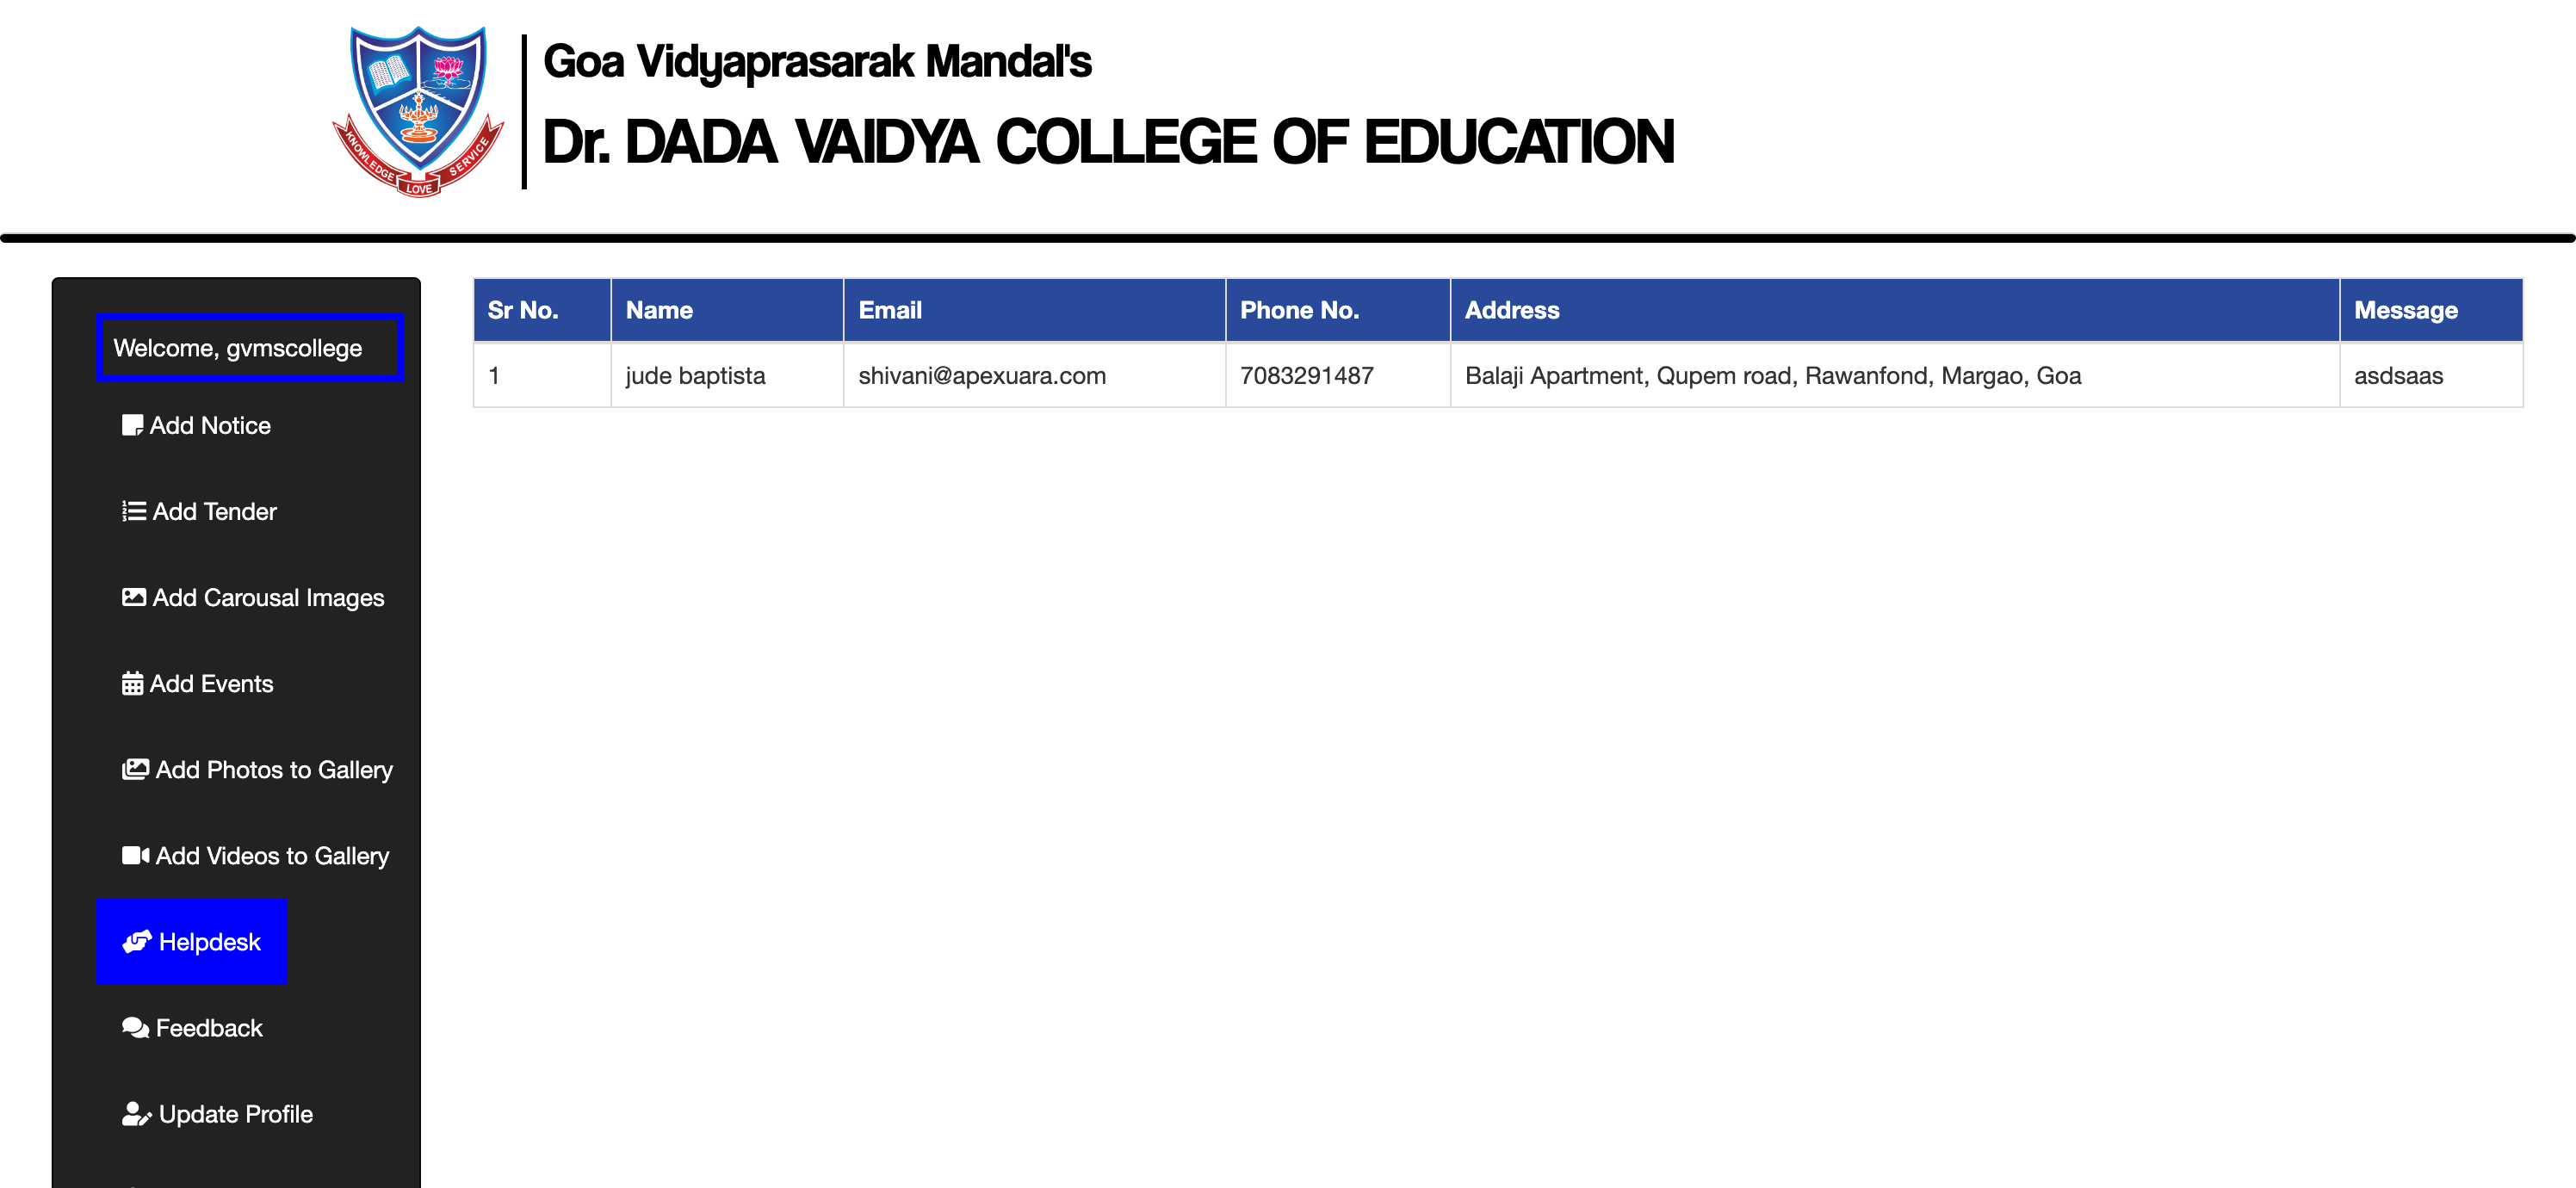 Goa Vidyaprasarak Mandal's
Dr. DADA VAIDYA COLLEGE OF EDUCATION
KNOWLEDGE LOVE SERVICE
Welcome, gvmscollege
Add Notice
Add Tender
Add Carousal Images
Add Events
Add Photos to Gallery
Add Videos to Gallery
Helpdesk
Feedback
Update Profile
Sr No. Name Email Phone No. Address Message
1 jude baptista shivani@apexuara.com 7083291487 Balaji Apartment, Qupem road, Rawanfond, Margao, Goa asdsaas